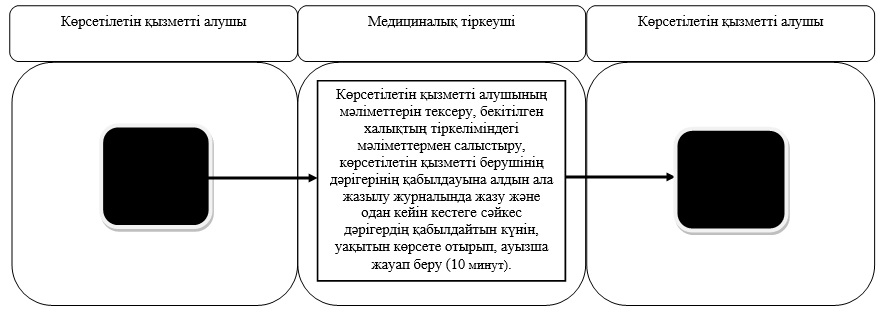 Көрсетілетін қызметті алушы
Медициналық тіркеуші
Көрсетілетін қызметті алушы
Көрсетілетін қызметті алушының
мәліметтерін тексеру, бекітілген
халықтың тіркеліміндегі
мәліметтермен салыстыру,
көрсетілетін қызметті берушінің
дәрігерінің қабылдауына алдын ала
жазылу журналында жазу және
одан кейін кестеге сәйкес
дәрігердің қабылдайтын күнін,
уақытын көрсете отырып, ауызша
жауап беру (10 минут).